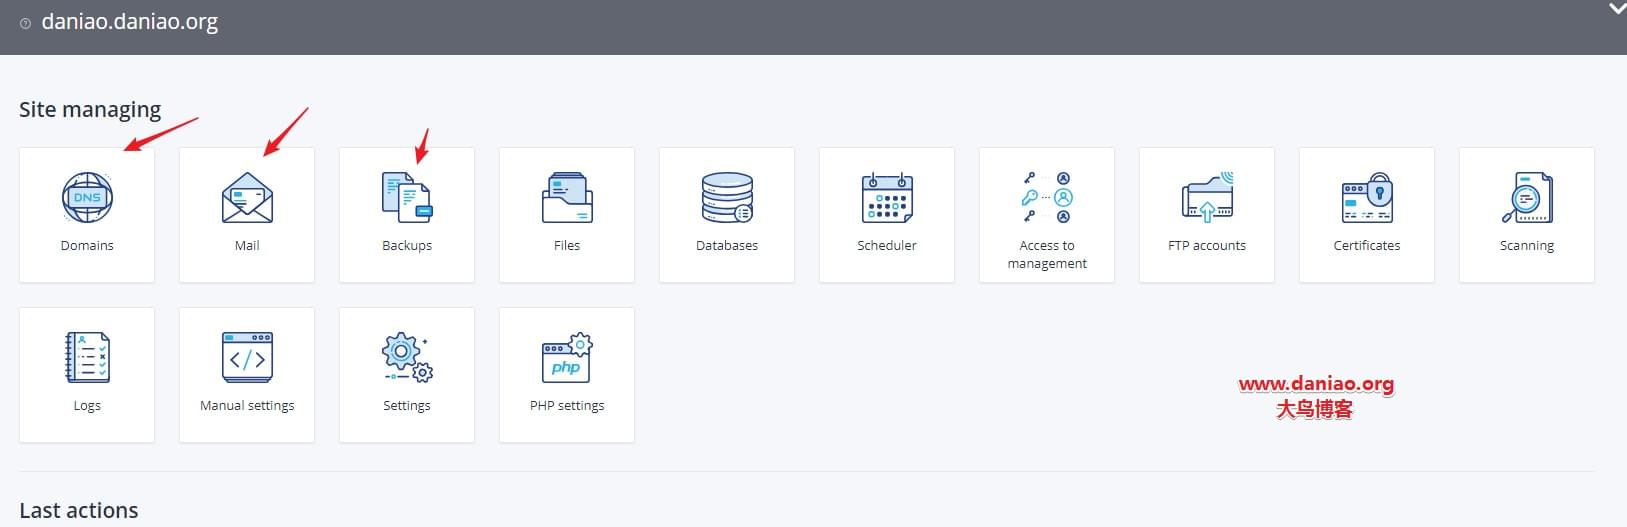 daniao.daniao.org
Site managing
DNS
Domains
Mail
Backups
Files
Databases
Scheduler
Access to
management
FTP accounts
Certificates
Scanning
Logs
</>
Manual settings
Settings
php
PHP settings
www.daniao.org
大鸟博客
Last actions